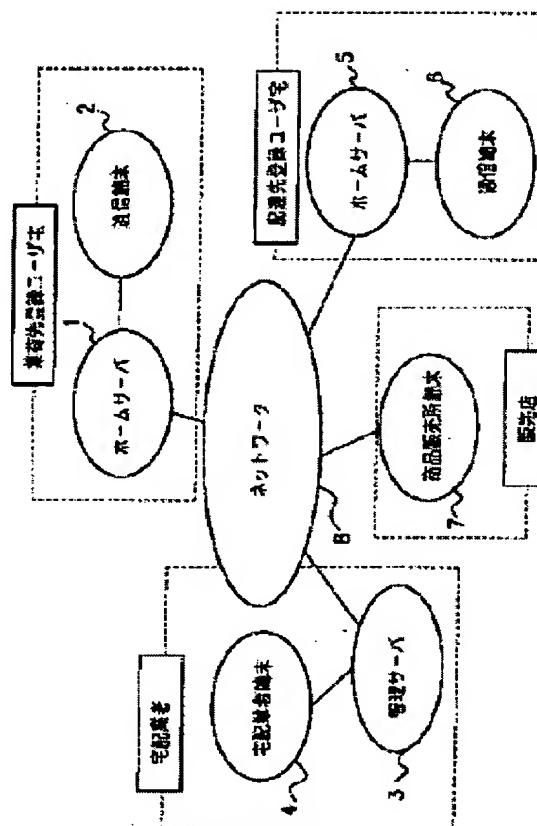 宅配業者
宅配業者端末
4
管理サーバ
3
ネットワーク
8
集荷先登録ユーザ宅
1
ホームサーバ
2
通信端末
商品販売所端末
7
販売店
配達先登録ユーザ宅
ホームサーバ
5
通信端末
6